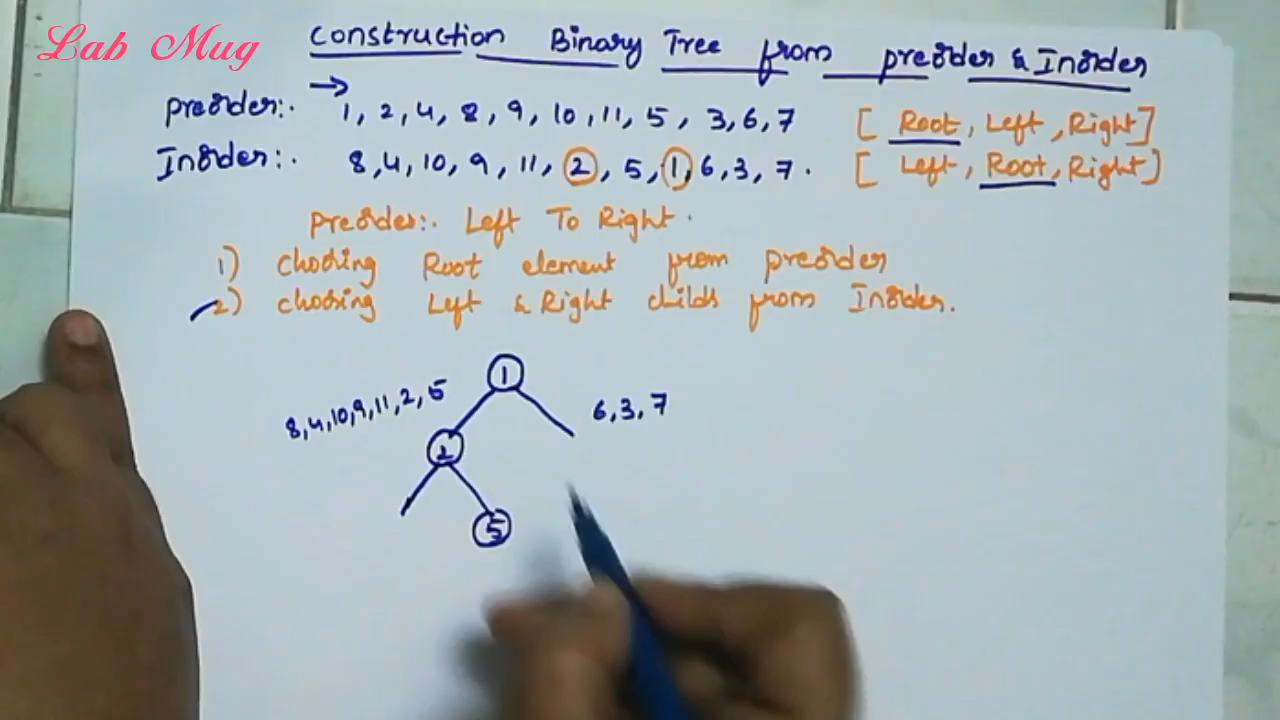 Lab Mug
Construction Binary Tree from preorder & Inorder
preorder:. 1, 2, 4, 8, 9, 10, 11, 5, 3, 6, 7 [ Root, Left, Right]
Inorder:. 8, 4, 10, 9, 11, 2, 5, 1, 6, 3, 7. [ Left, Root, Right]
preorder:. Left To Right.
1) choosing Root element from preorder
2) choosing Left & Right childs from Inorder.
1
8, 4, 10, 9, 11, 2, 5
6, 3, 7
2
5